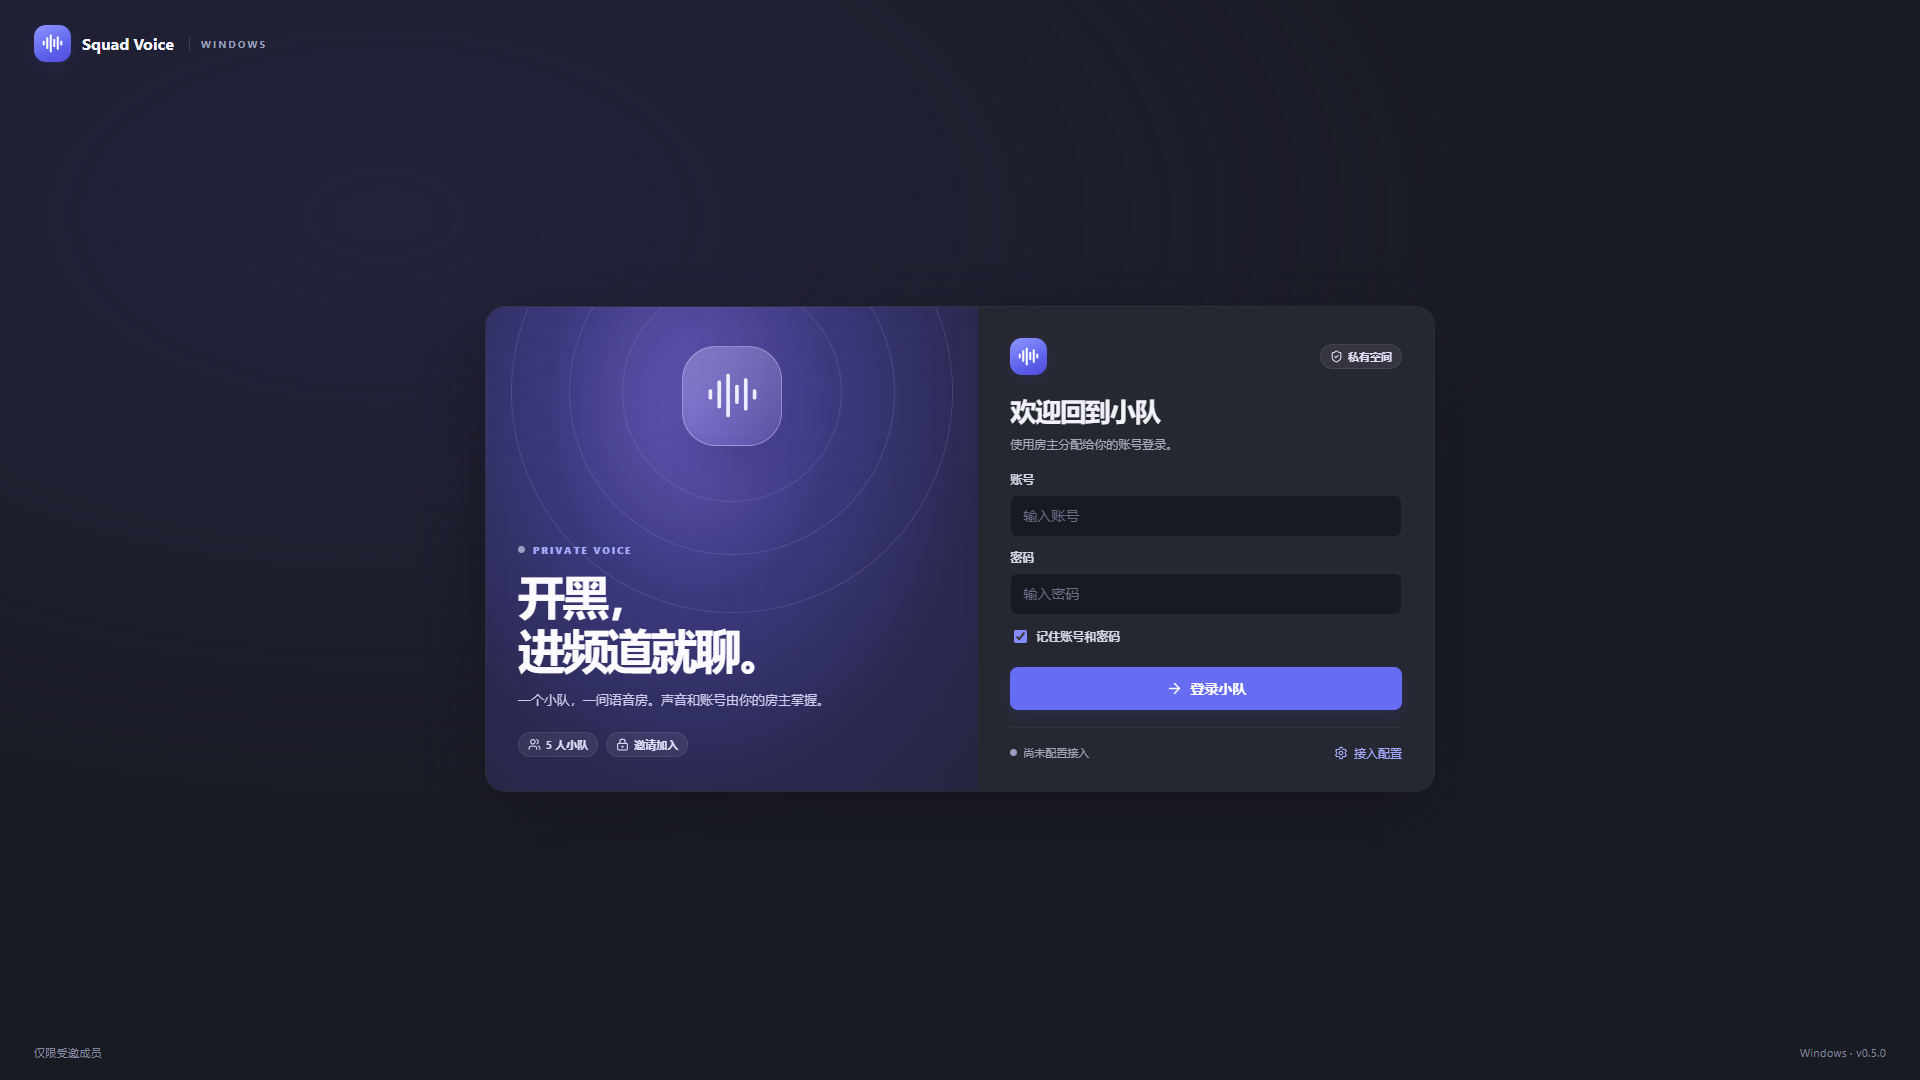 Squad Voice
WINDOWS
PRIVATE VOICE
开黑，
进频道就聊。
一个小队，一间语音房。声音和账号由你的房主掌握。
5 人小队
邀请加入
私有空间
欢迎回到小队
使用房主分配给你的账号登录。
账号
输入账号
密码
输入密码
记住账号和密码
登录小队
尚未配置接入
接入配置
仅限受邀成员
Windows · v0.5.0